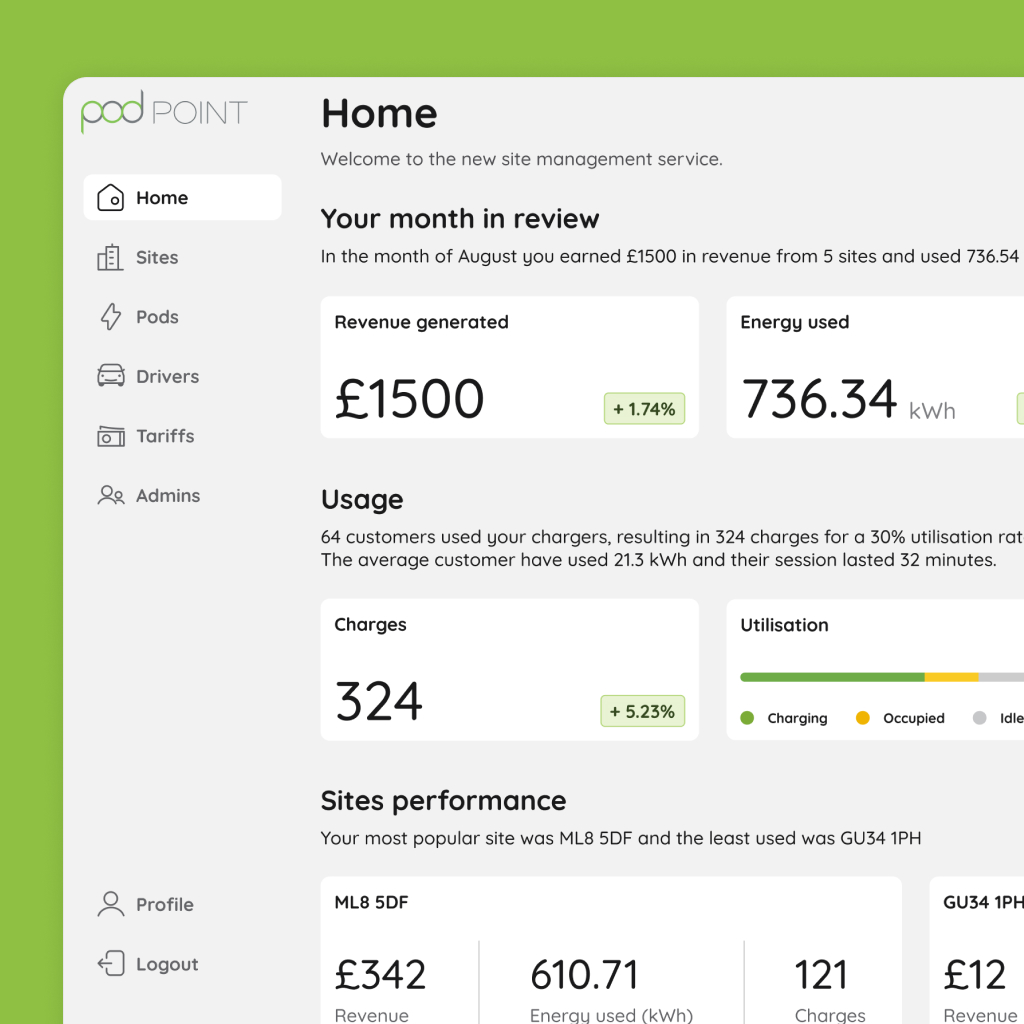 pod POINT
Home
Sites
Pods
Drivers
Tariffs
Admins
Profile
Logout
Home
Welcome to the new site management service.
Your month in review
In the month of August you earned £1500 in revenue from 5 sites and used 736.54
Revenue generated
£1500
+ 1.74%
Energy used
736.34 kWh
Usage
64 customers used your chargers, resulting in 324 charges for a 30% utilisation rat
The average customer have used 21.3 kWh and their session lasted 32 minutes.
Charges
324
+ 5.23%
Utilisation
Charging
Occupied
Idle
Sites performance
Your most popular site was ML8 5DF and the least used was GU34 1PH
ML8 5DF
£342
Revenue
610.71
Energy used (kWh)
121
Charges
GU34 1PH
£12
Revenue